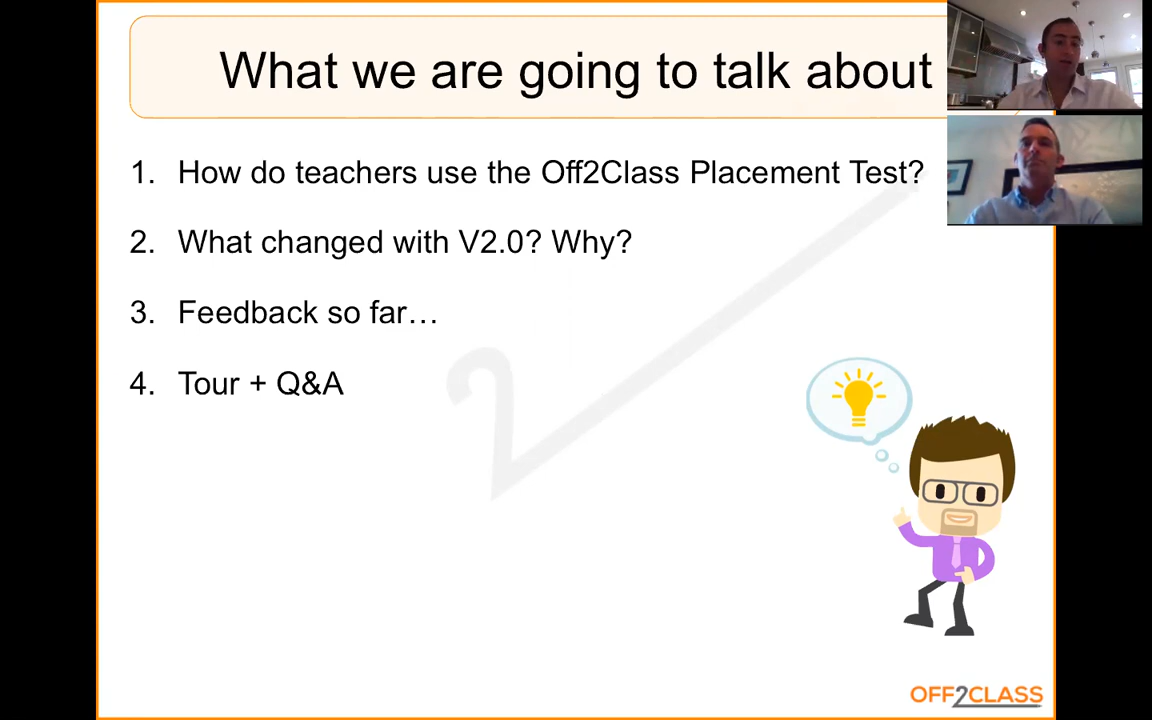 What we are going to talk about
1. How do teachers use the Off2Class Placement Test?
2. What changed with V2.0? Why?
3. Feedback so far…
4. Tour + Q&A
OFF2CLASS